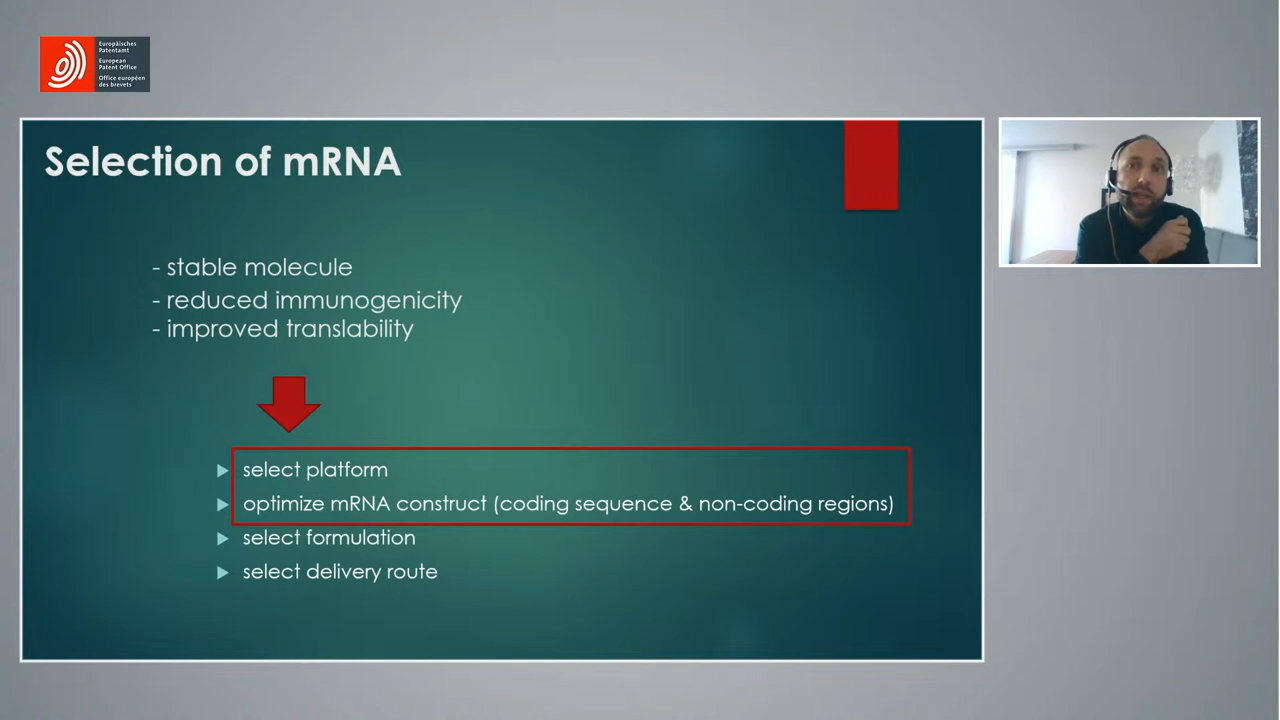 Europäisches
Patentamt
European
Patent Office
Office européen
des brevets
Selection of mRNA
- stable molecule
- reduced immunogenicity
- improved translability
select platform
optimize mRNA construct (coding sequence & non-coding regions)
select formulation
select delivery route